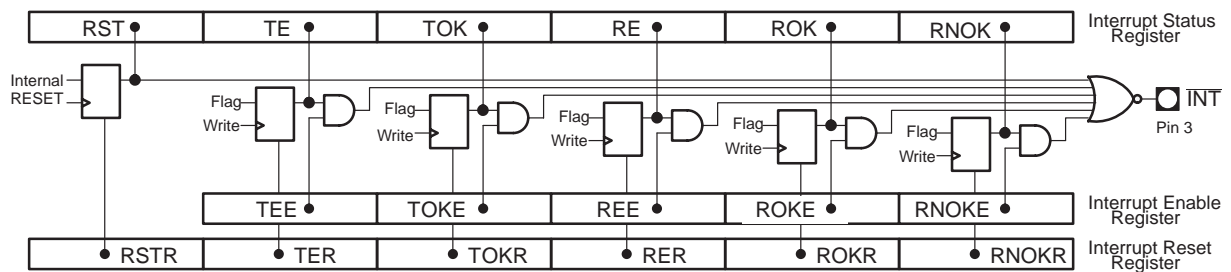 RST TE TOK RE ROK RNOK Interrupt Status
Register
Internal
RESET
Flag
Write
Flag
Write
Flag
Write
Flag
Write
Flag
Write
INT
Pin 3
TEE TOKE REE ROKE RNOKE Interrupt Enable
Register
RSTR TER TOKR RER ROKR RNOKR Interrupt Reset
Register